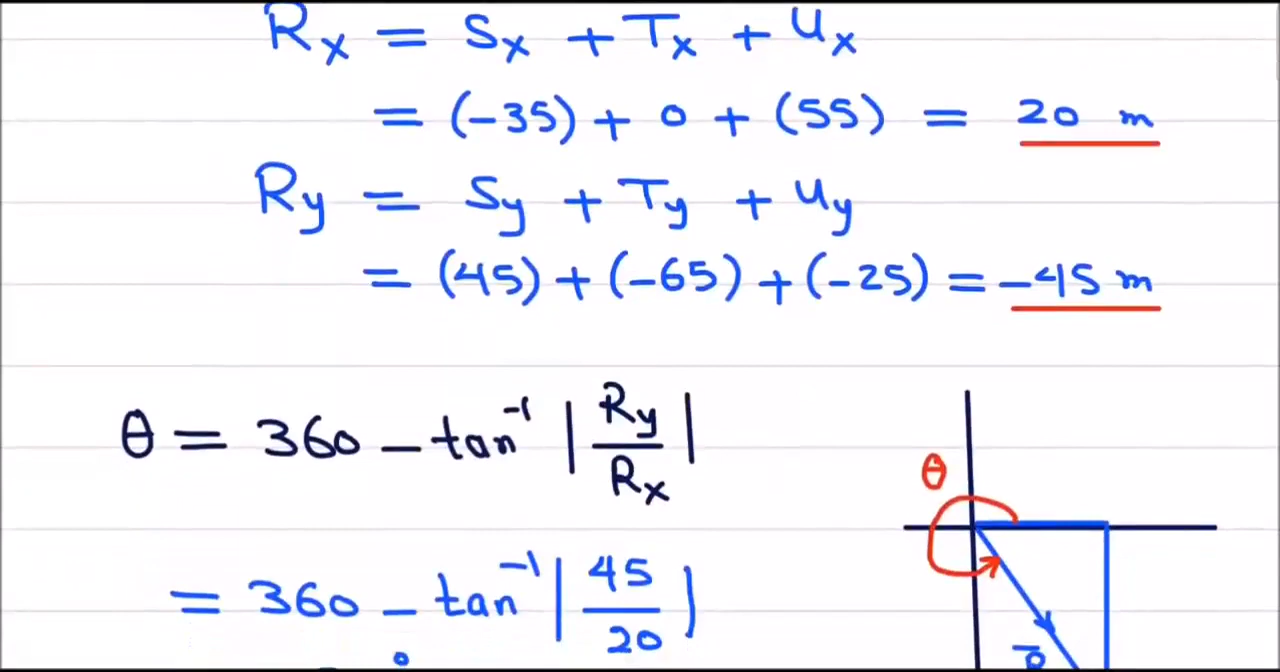 Rx = Sx + Tx + Ux
= (-35) + 0 + (55) = 20 m
Ry = Sy + Ty + Uy
= (45) + (-65) + (-25) = -45 m
θ = 360 - tan⁻¹ | Ry / Rx |
θ
= 360 - tan⁻¹ | 45 / 20 |